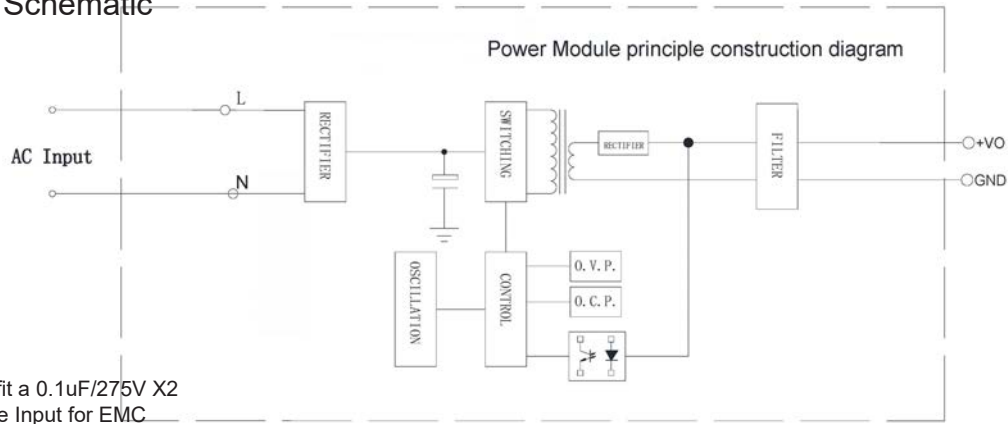 Schematic
Power Module principle construction diagram
L
AC Input
N
RECTIFIER
SWITCHING
RECTIFIER
FILTER
+VO
GND
OSCILLATION
CONTROL
O. V. P.
O. C. P.
fit a 0.1uF/275V X2
e Input for EMC